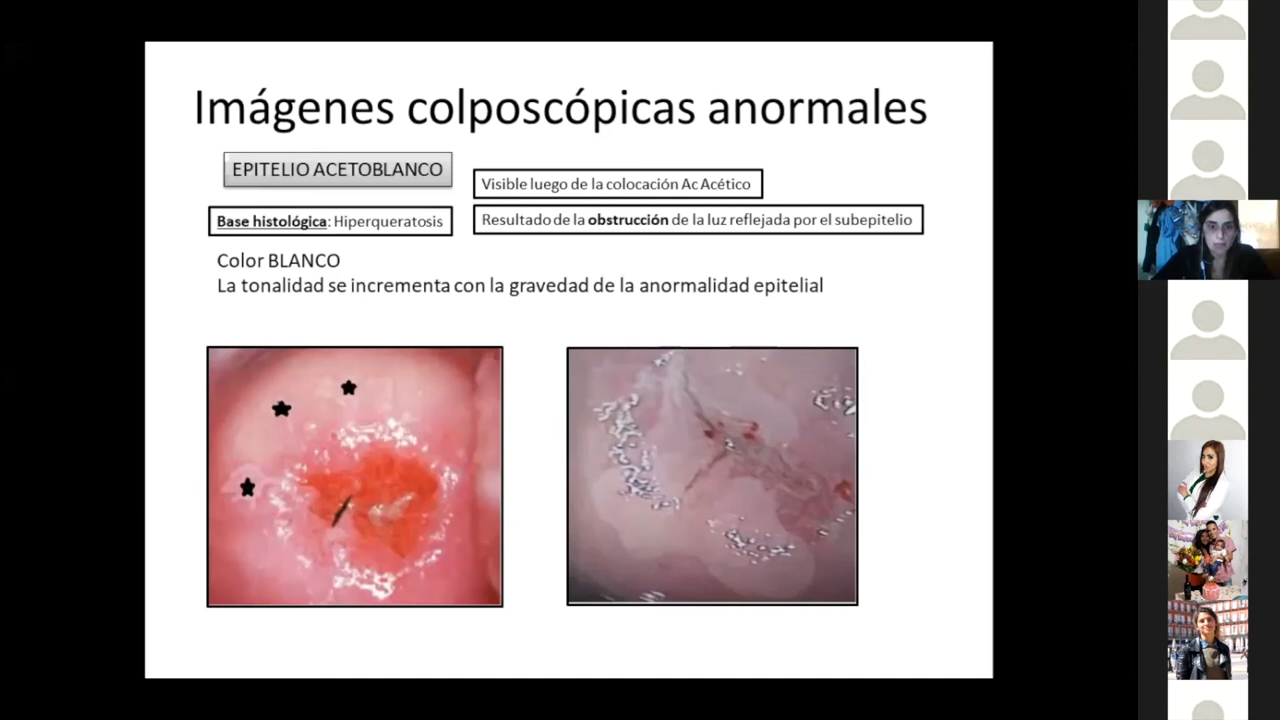 Imágenes colposcópicas anormales
EPITELIO ACETOBLANCO
Visible luego de la colocación Ac Acético
Base histológica: Hiperqueratosis
Resultado de la obstrucción de la luz reflejada por el subepitelio
Color BLANCO
La tonalidad se incrementa con la gravedad de la anormalidad epitelial